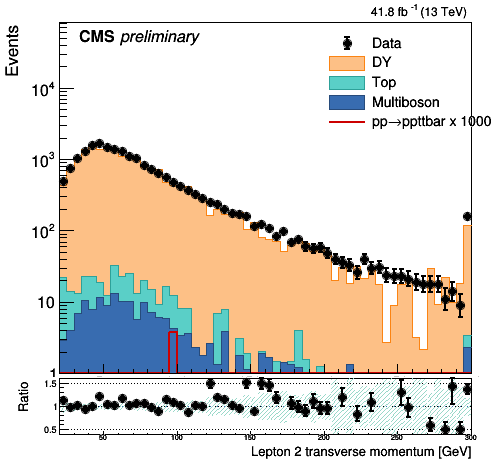 41.8 fb⁻¹ (13 TeV)
CMS preliminary
Events
Data
DY
Top
Multiboson
pp→ppttbar x 1000
10⁴
10³
10²
10
1
Ratio
1.5
1
0.5
50 100 150 200 250 300
Lepton 2 transverse momentum [GeV]